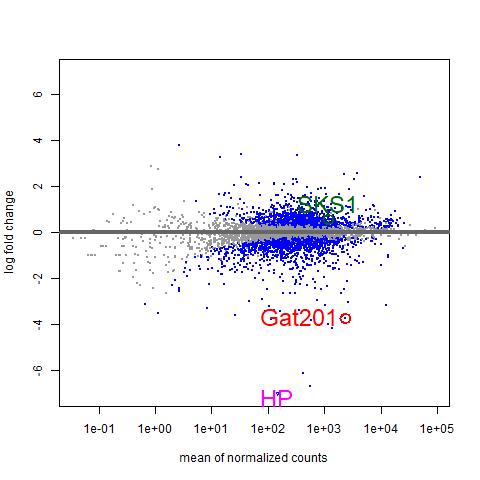 6
4
2
0
-2
-4
-6
log fold change
SKS1
Gat201
HP
1e-01 1e+00 1e+01 1e+02 1e+03 1e+04 1e+05
mean of normalized counts